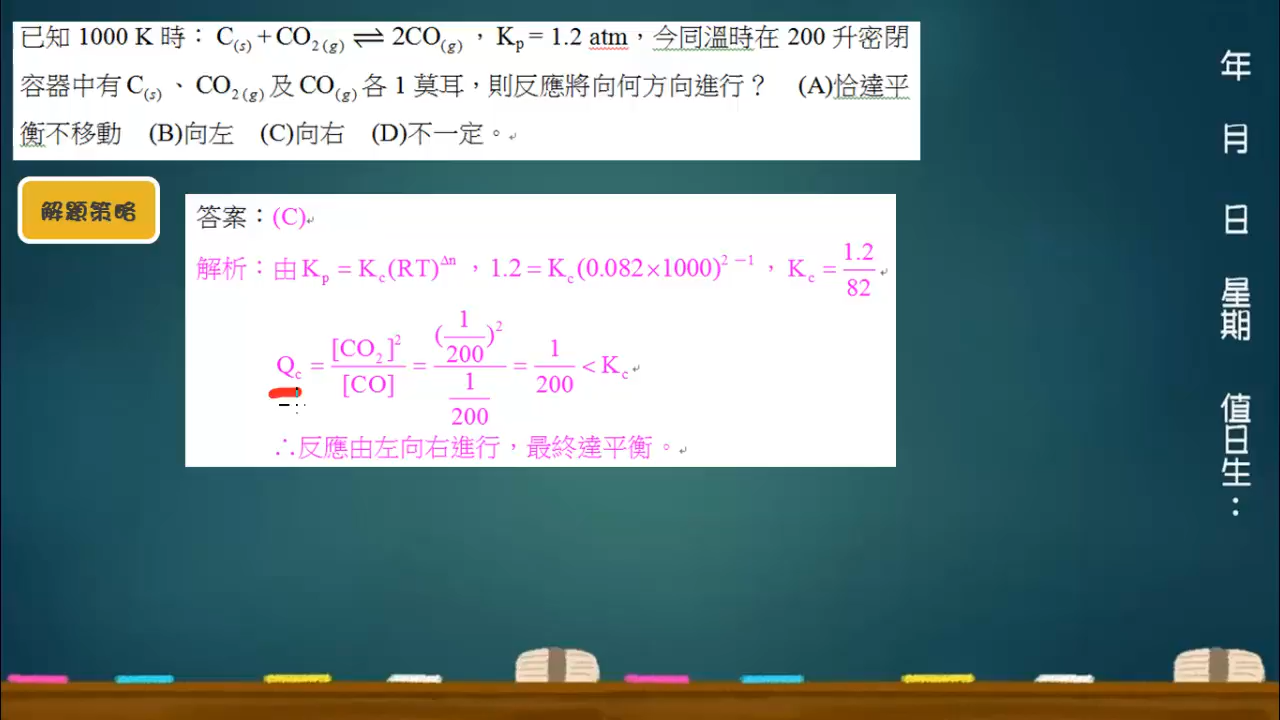 已知 1000 K 時：C(s) + CO2(g) ⇌ 2CO(g)，Kp = 1.2 atm，今同溫時在 200 升密閉
容器中有 C(s)、CO2(g) 及 CO(g) 各 1 莫耳，則反應將向何方向進行？ (A)恰達平
衡不移動 (B)向左 (C)向右 (D)不一定。
解題策略
答案：(C)
解析：由 Kp = Kc(RT)^Δn，1.2 = Kc(0.082×1000)^(2−1)，Kc = 1.2/82
Qc = [CO2]^2/[CO] = (1/200)^2/(1/200) = 1/200 < Kc
∴反應由左向右進行，最終達平衡。
年 月 日 星期 值日生：